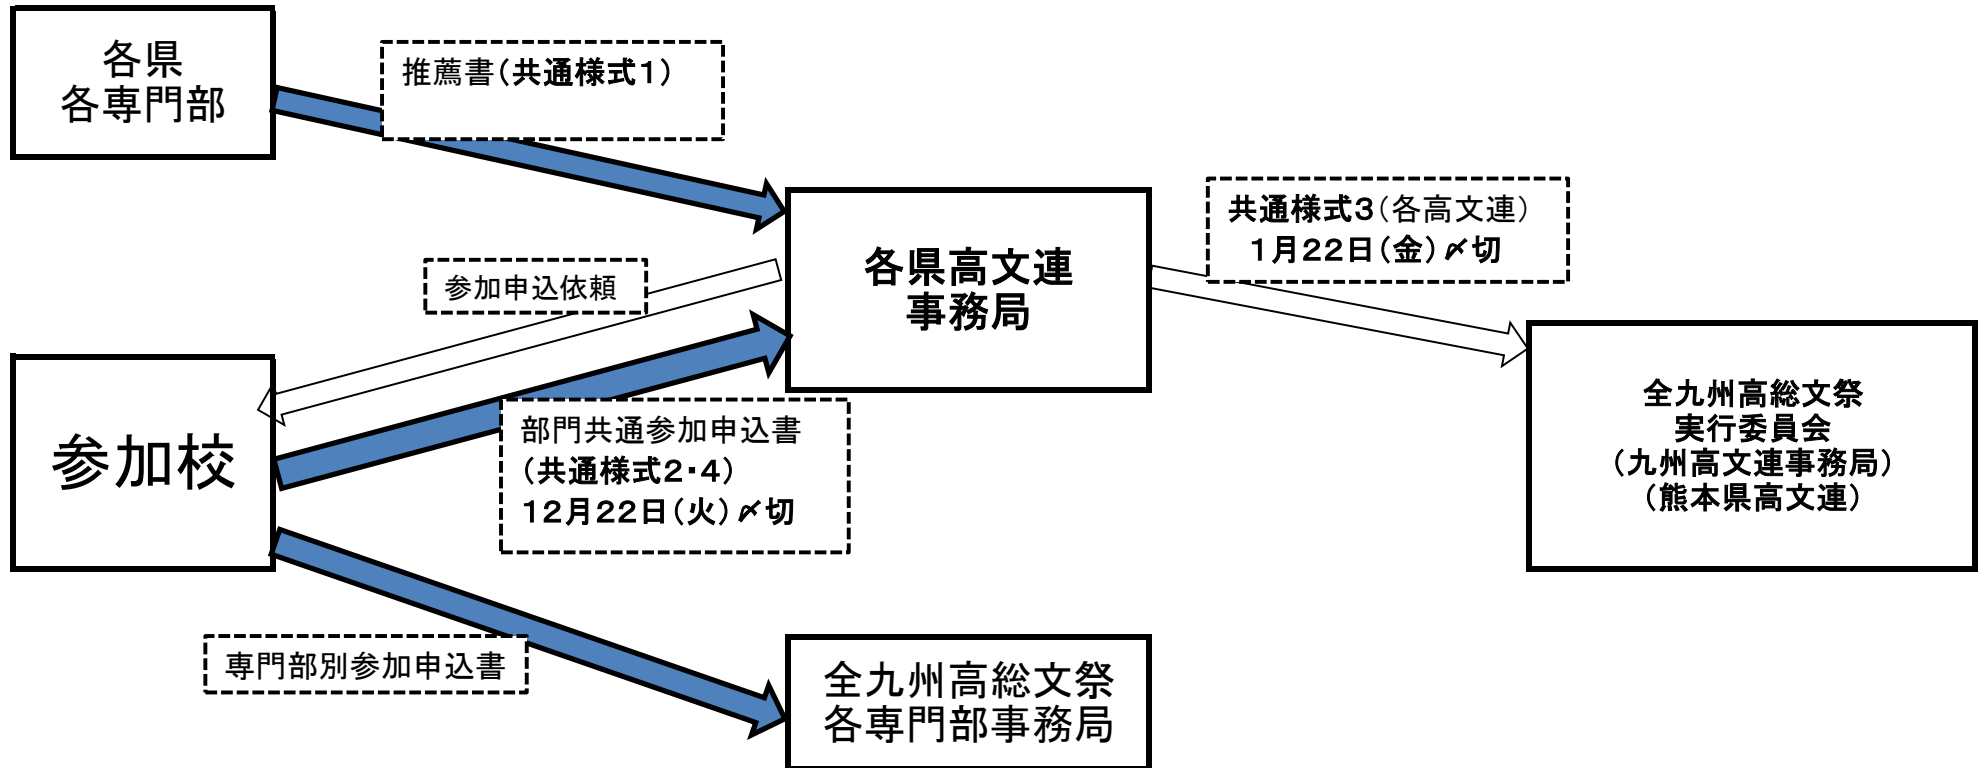 各県
各専門部
推薦書(共通様式1)
参加申込依頼
各県高文連
事務局
共通様式3(各高文連)
1月22日(金)〆切
参加校
部門共通参加申込書
(共通様式2・4)
12月22日(火)〆切
全九州高総文祭
実行委員会
(九州高文連事務局)
(熊本県高文連)
専門部別参加申込書
全九州高総文祭
各専門部事務局